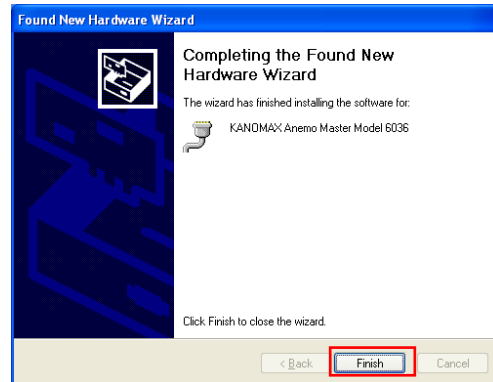 Found New Hardware Wizard
Completing the Found New
Hardware Wizard
The wizard has finished installing the software for:
KANOMAX Anemo Master Model 6036
Click Finish to close the wizard.
< Back
Finish
Cancel